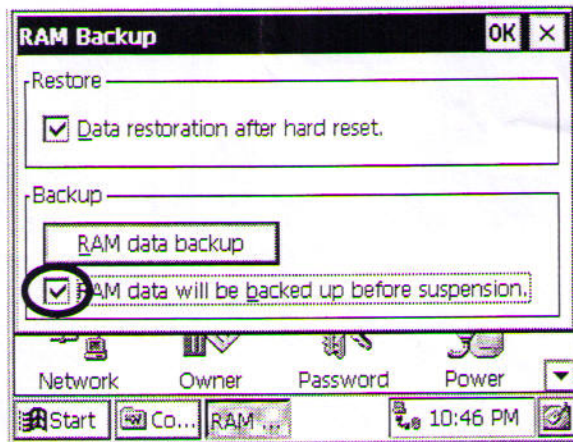 RAM Backup OK ×
Restore
Data restoration after hard reset.
Backup
RAM data backup
RAM data will be backed up before suspension.
Network Owner Password Power
Start Co... RAM ... 10:46 PM